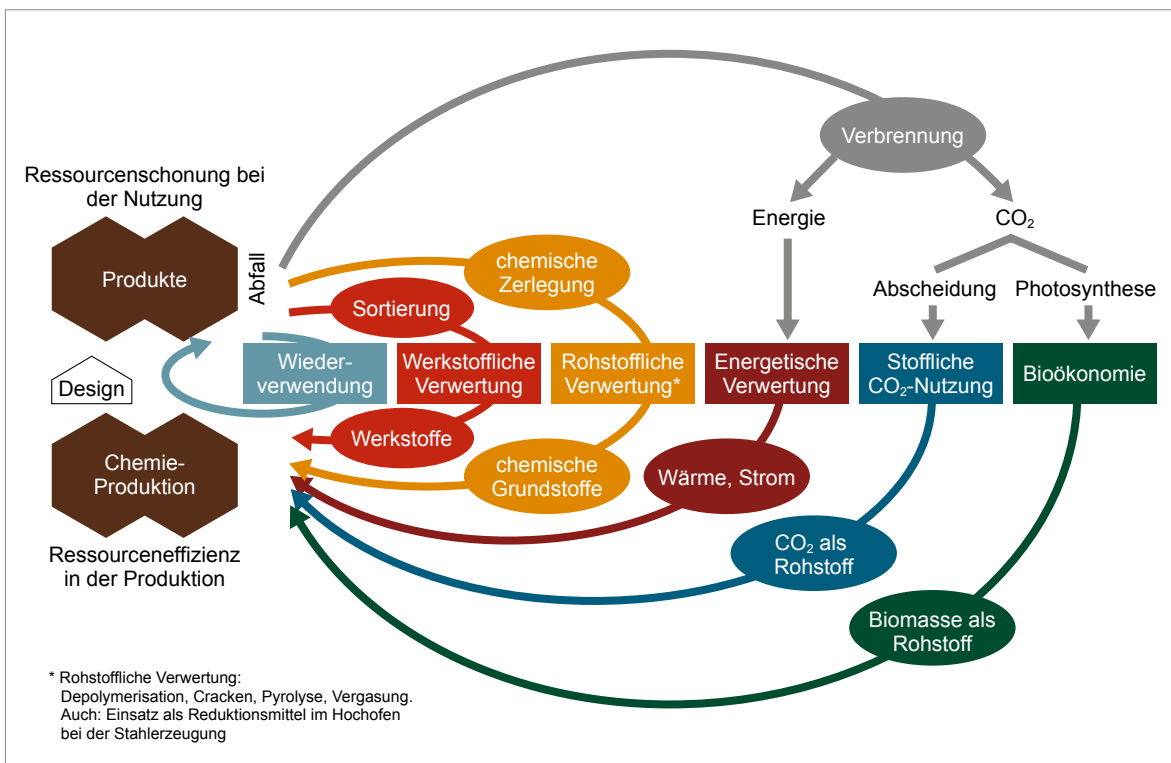 Verbrennung
Ressourcenschonung bei
der Nutzung
Energie
CO₂
Produkte
Abfall
chemische
Zerlegung
Abscheidung
Photosynthese
Sortierung
Design
Wieder-
verwendung
Werkstoffliche
Verwertung
Rohstoffliche
Verwertung*
Energetische
Verwertung
Stoffliche
CO₂-Nutzung
Bioökonomie
Werkstoffe
Chemie-
Produktion
chemische
Grundstoffe
Wärme, Strom
Ressourceneffizienz
in der Produktion
CO₂ als
Rohstoff
Biomasse als
Rohstoff
* Rohstoffliche Verwertung:
Depolymerisation, Cracken, Pyrolyse, Vergasung.
Auch: Einsatz als Reduktionsmittel im Hochofen
bei der Stahlerzeugung